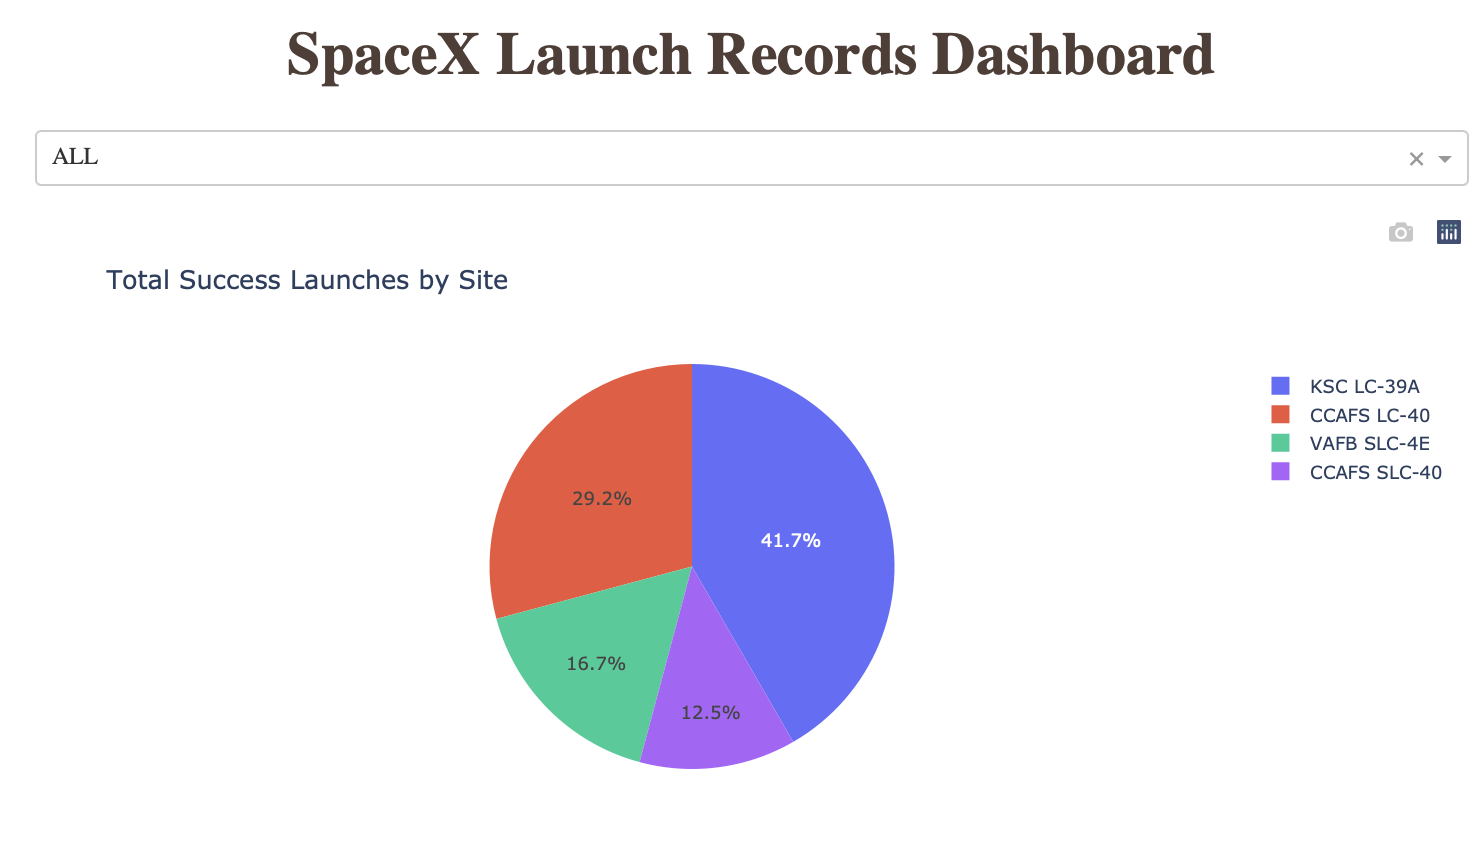 SpaceX Launch Records Dashboard
ALL
Total Success Launches by Site
KSC LC-39A
CCAFS LC-40
VAFB SLC-4E
CCAFS SLC-40
29.2%
41.7%
16.7%
12.5%